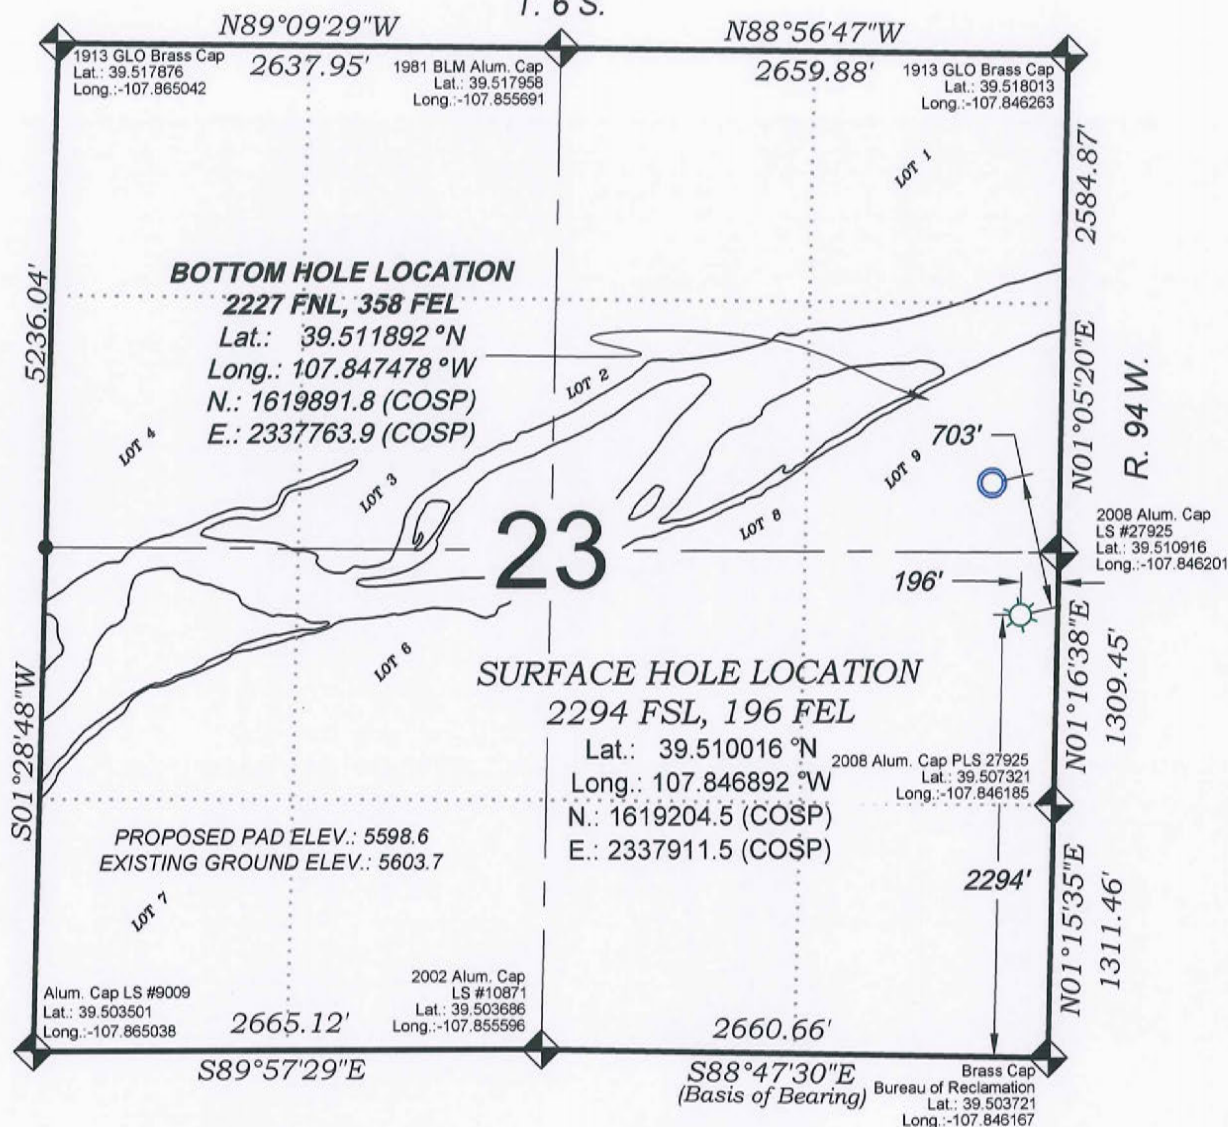 T. 6 S.
N89°09'29"W
N88°56'47"W
1913 GLO Brass Cap
Lat.: 39.517876
Long.:-107.865042
2637.95'
1981 BLM Alum. Cap
Lat.: 39.517958
Long.:-107.855691
2659.88'
1913 GLO Brass Cap
Lat.: 39.518013
Long.:-107.846263
LOT 1
2584.87'
BOTTOM HOLE LOCATION
2227 FNL, 358 FEL
Lat.: 39.511892 °N
Long.: 107.847478 °W
N.: 1619891.8 (COSP)
E.: 2337763.9 (COSP)
5236.04'
LOT 2
N01°05'20"E
R. 94 W.
LOT 4
703'
LOT 3
LOT 9
LOT 8
23
2008 Alum. Cap
LS #27925
Lat.: 39.510916
Long.:-107.846201
196'
LOT 6
S01°28'48"W
SURFACE HOLE LOCATION
2294 FSL, 196 FEL
Lat.: 39.510016 °N
Long.: 107.846892 °W
N.: 1619204.5 (COSP)
E.: 2337911.5 (COSP)
N01°16'38"E
1309.45'
2008 Alum. Cap PLS 27925
Lat.: 39.507321
Long.:-107.846185
PROPOSED PAD ELEV.: 5598.6
EXISTING GROUND ELEV.: 5603.7
LOT 7
2294'
N01°15'35"E
1311.46'
Alum. Cap LS #9009
Lat.: 39.503501
Long.:-107.865038
2665.12'
2002 Alum. Cap
LS #10871
Lat.: 39.503686
Long.:-107.855596
2660.66'
S89°57'29"E
S88°47'30"E
(Basis of Bearing)
Brass Cap
Bureau of Reclamation
Lat.: 39.503721
Long.:-107.846167